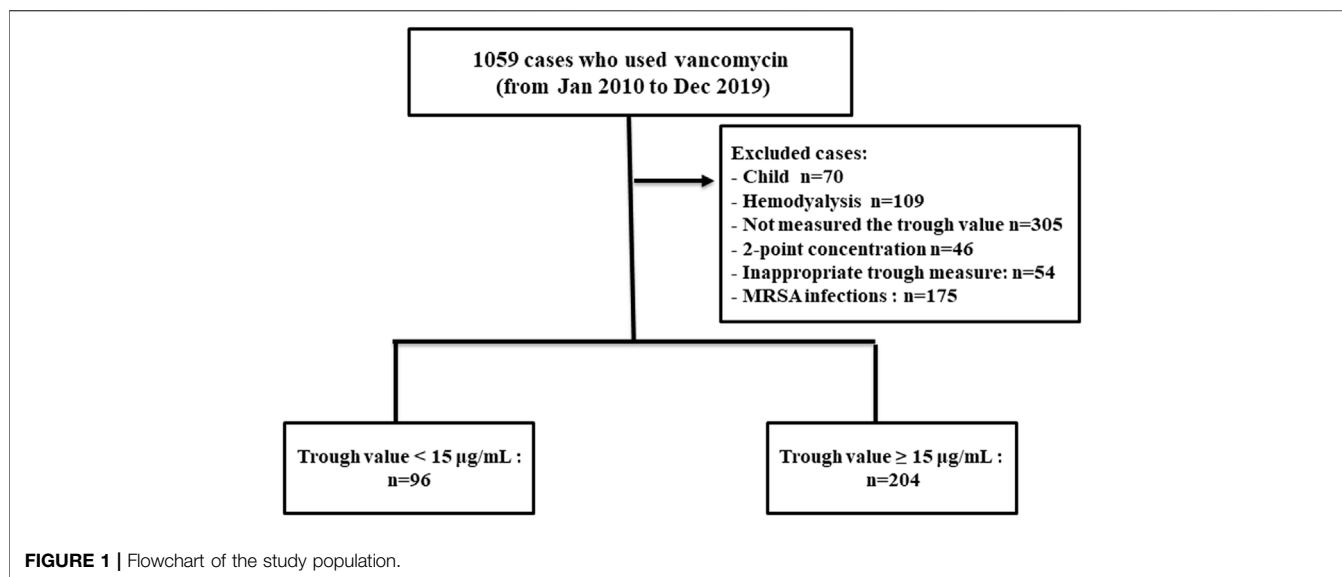 1059 cases who used vancomycin
(from Jan 2010 to Dec 2019)
Excluded cases:
- Child n=70
- Hemodyalysis n=109
- Not measured the trough value n=305
- 2-point concentration n=46
- Inappropriate trough measure: n=54
- MRSA infections : n=175
Trough value < 15 μg/mL :
n=96
Trough value ≥ 15 μg/mL :
n=204
FIGURE 1 | Flowchart of the study population.